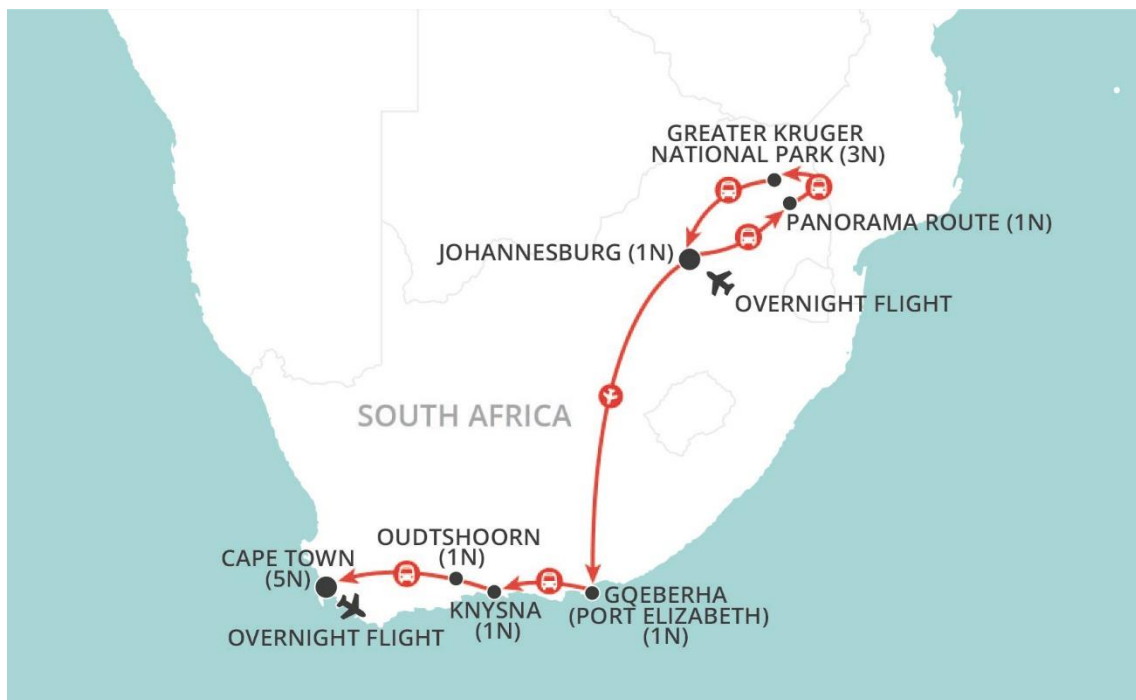 GREATER KRUGER
NATIONAL PARK (3N)
PANORAMA ROUTE (1N)
JOHANNESBURG (1N)
OVERNIGHT FLIGHT
SOUTH AFRICA
OUDTSHOORN
(1N)
CAPE TOWN
(5N)
GQEBERHA
(PORT ELIZABETH)
(1N)
KNYSNA
(1N)
OVERNIGHT FLIGHT